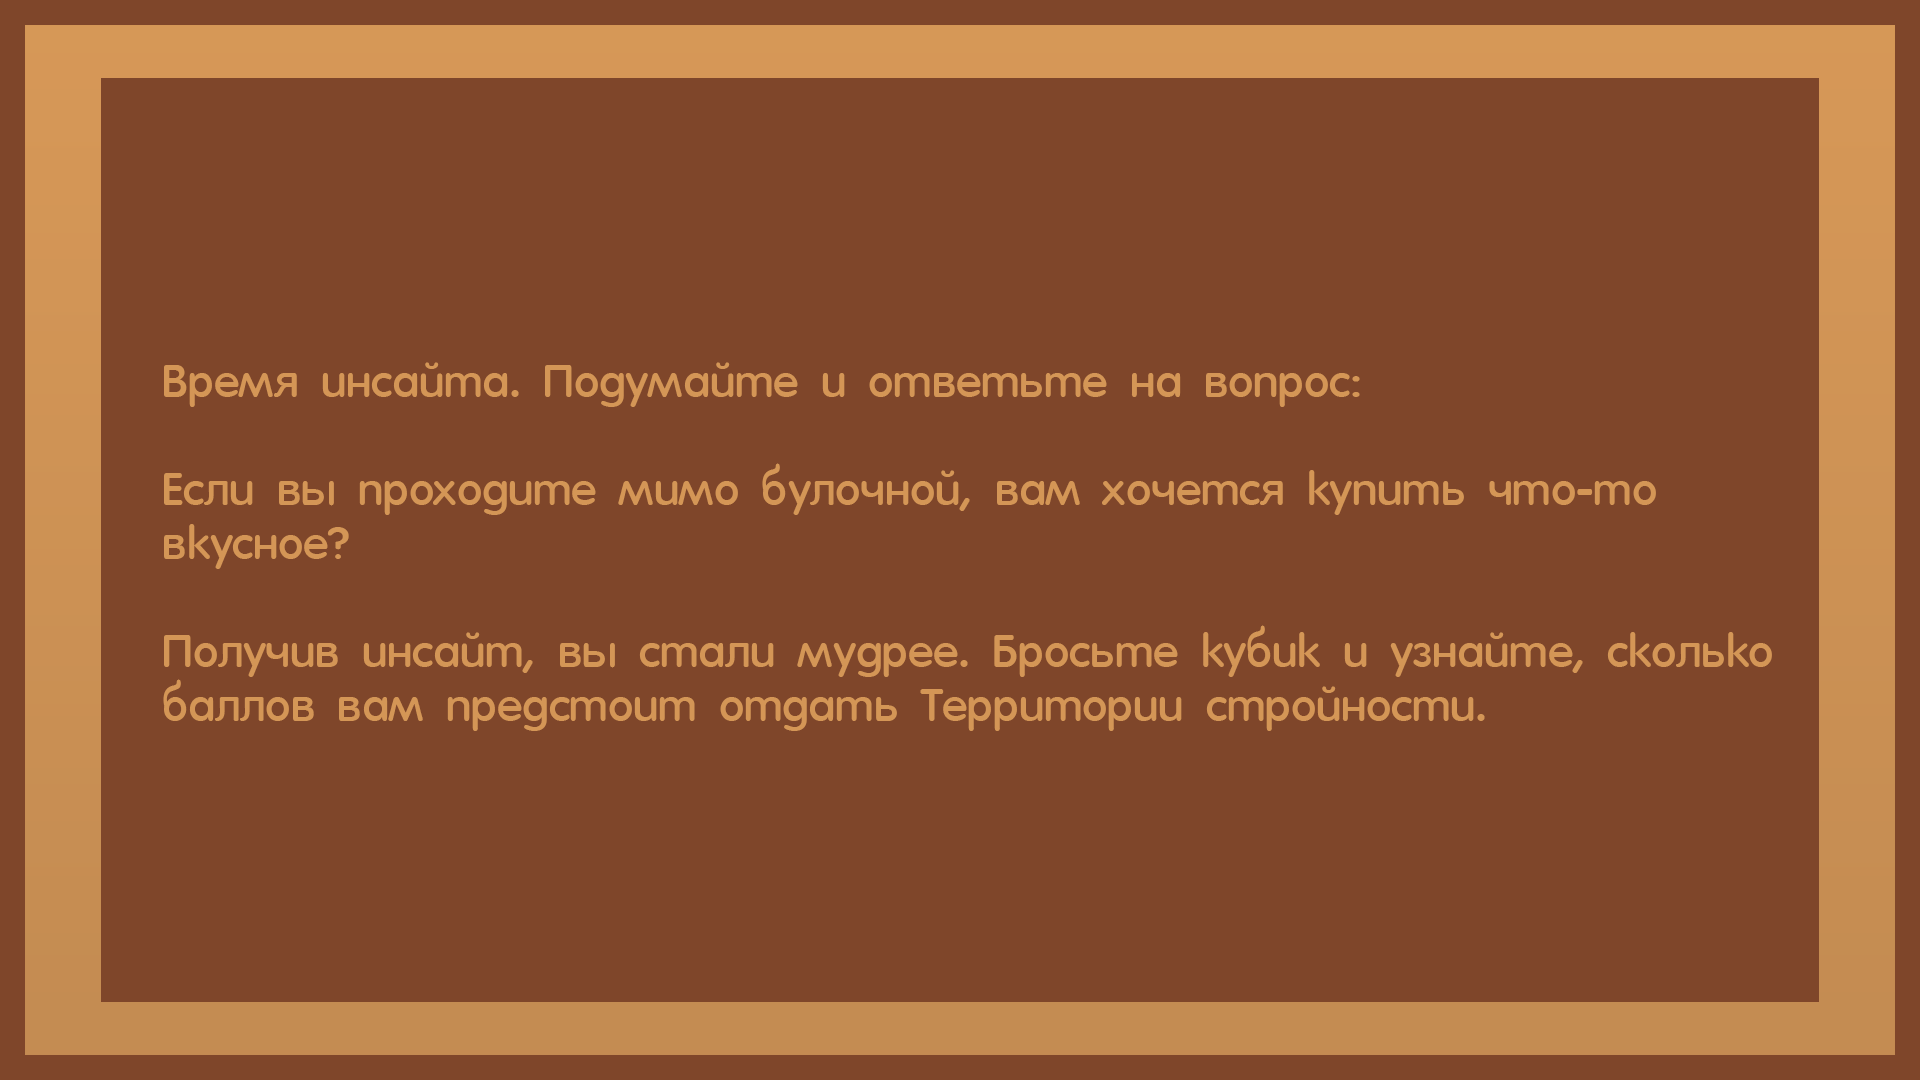 Время инсайта. Подумайте и ответьте на вопрос:
Если вы проходите мимо булочной, вам хочется купить что-то
вкусное?
Получив инсайт, вы стали мудрее. Бросьте кубик и узнайте, сколько
баллов вам предстоит отдать Территории стройности.